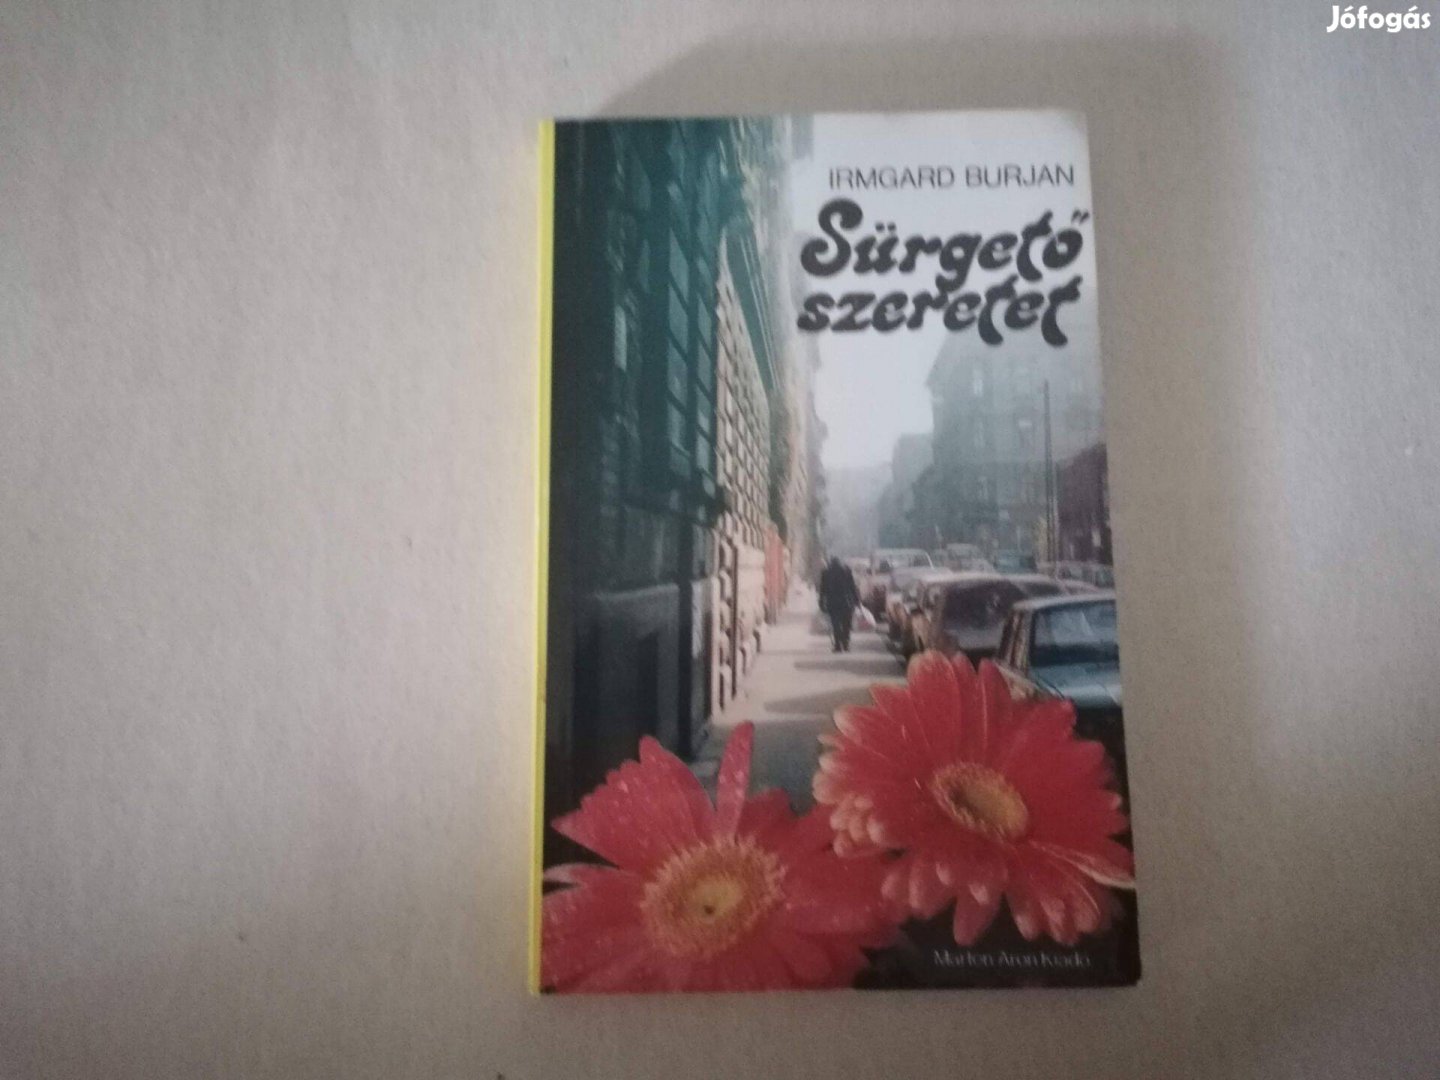 Jófogás
IRMGARD BURJAN
Sürgető
szeretet
Márton Áron Kiadó